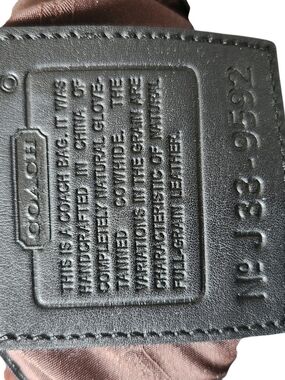 ©
COACH
THIS IS A COACH BAG. IT WAS
HANDCRAFTED IN CHINA OF
COMPLETELY NATURAL GLOVE-
TANNED COWHIDE. THE
VARIATIONS IN THE GRAIN ARE
CHARACTERISTIC OF NATURAL
FULL-GRAIN LEATHER.
Nº J 3B - 9592